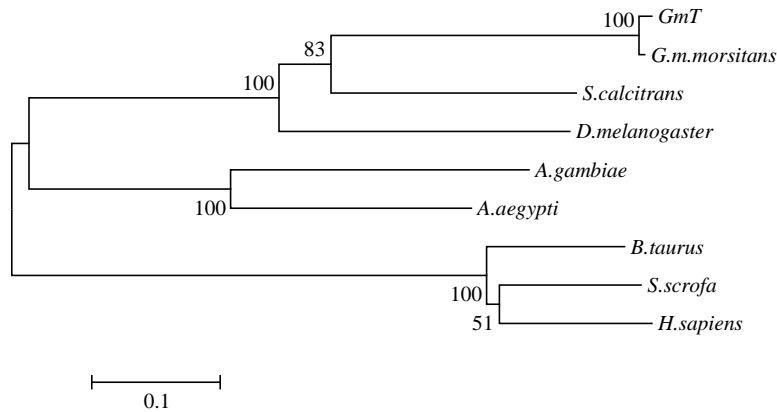 GmT
100
G.m.morsitans
83
100
S.calcitrans
D.melanogaster
A.gambiae
100
A.aegypti
B.taurus
100
S.scrofa
51
H.sapiens
0.1